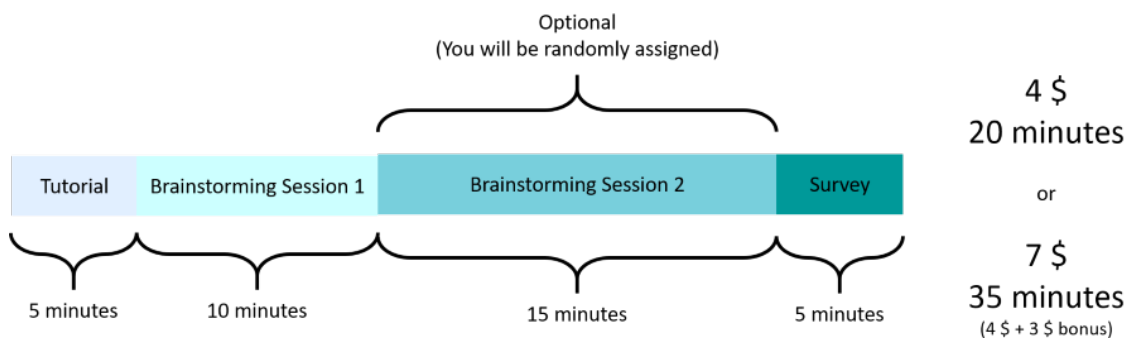 Optional
(You will be randomly assigned)
Tutorial
Brainstorming Session 1
Brainstorming Session 2
Survey
5 minutes
10 minutes
15 minutes
5 minutes
4 $
20 minutes
or
7 $
35 minutes
(4 $ + 3 $ bonus)